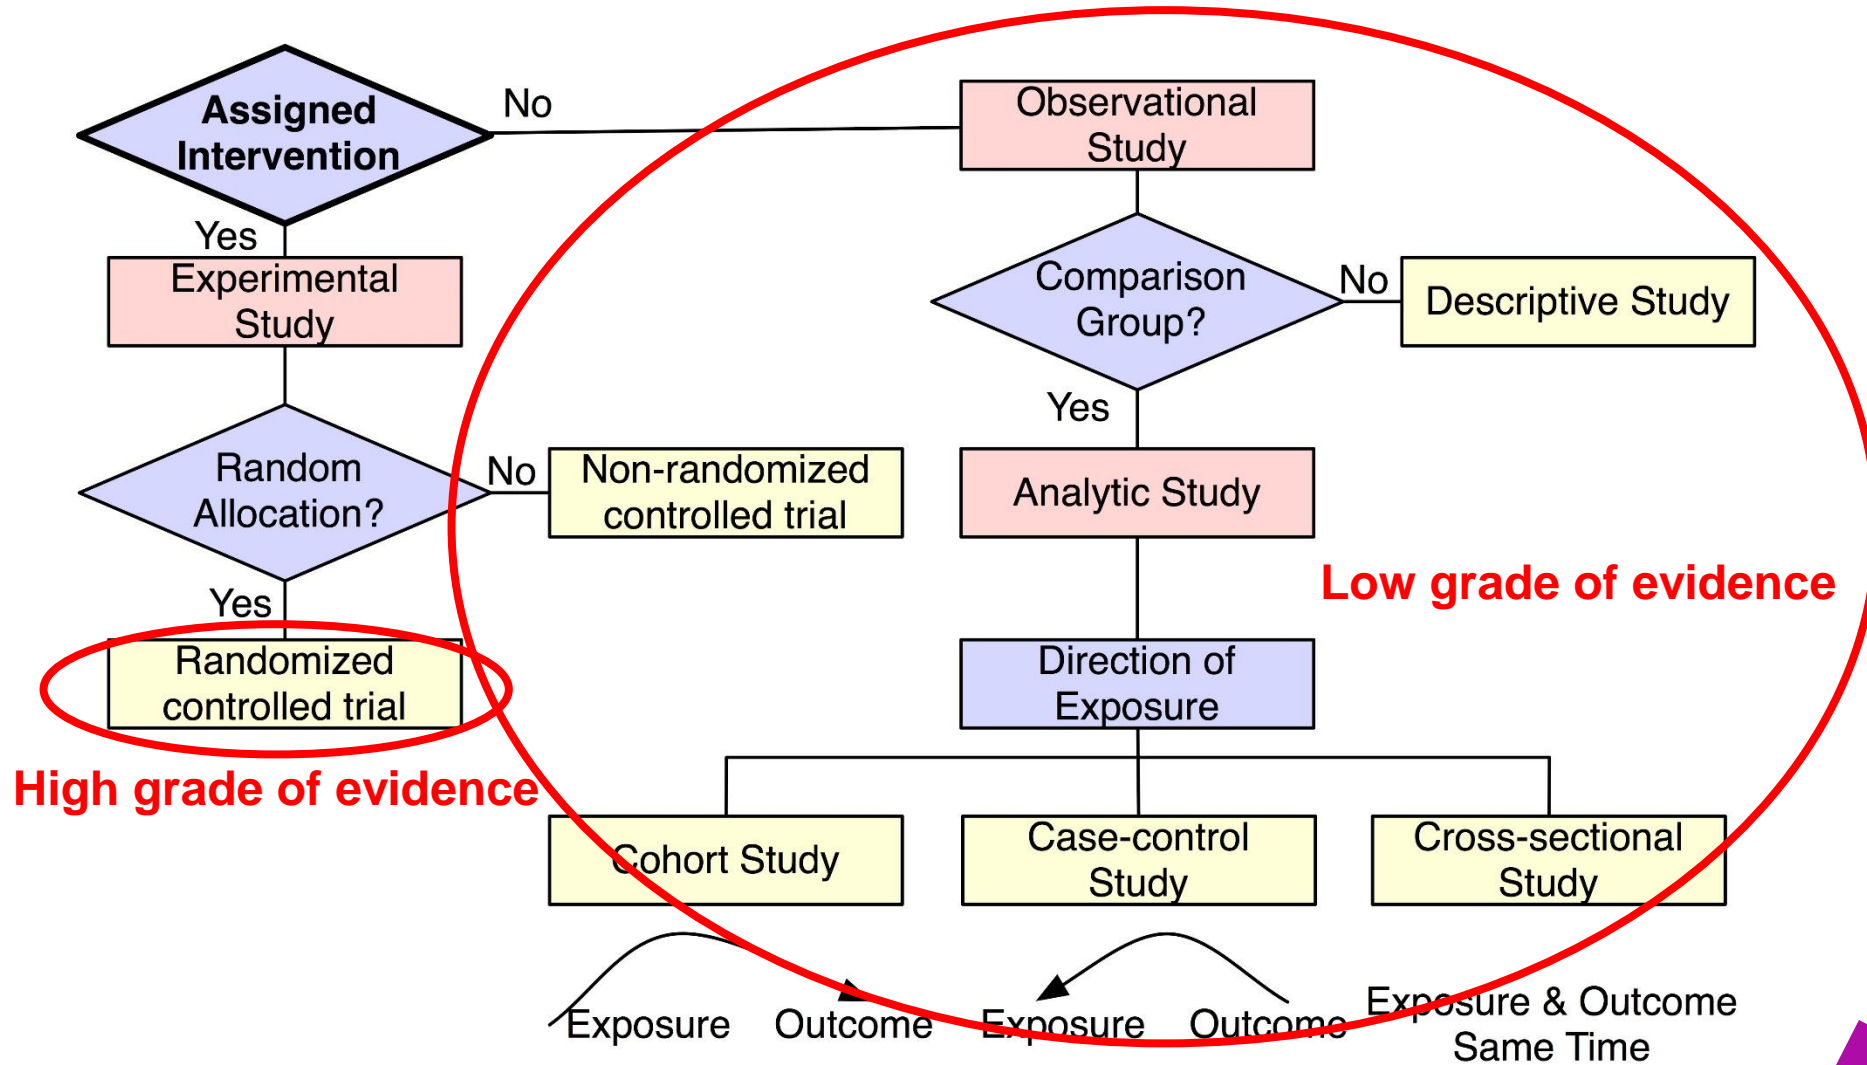 Assigned
Intervention
No
Observational
Study
Yes
Experimental
Study
Comparison
Group?
No
Descriptive Study
Yes
Random
Allocation?
No
Non-randomized
controlled trial
Analytic Study
Low grade of evidence
Yes
Randomized
controlled trial
Direction of
Exposure
High grade of evidence
Cohort Study
Case-control
Study
Cross-sectional
Study
Exposure
Outcome
Exposure
Outcome
Exposure & Outcome
Same Time